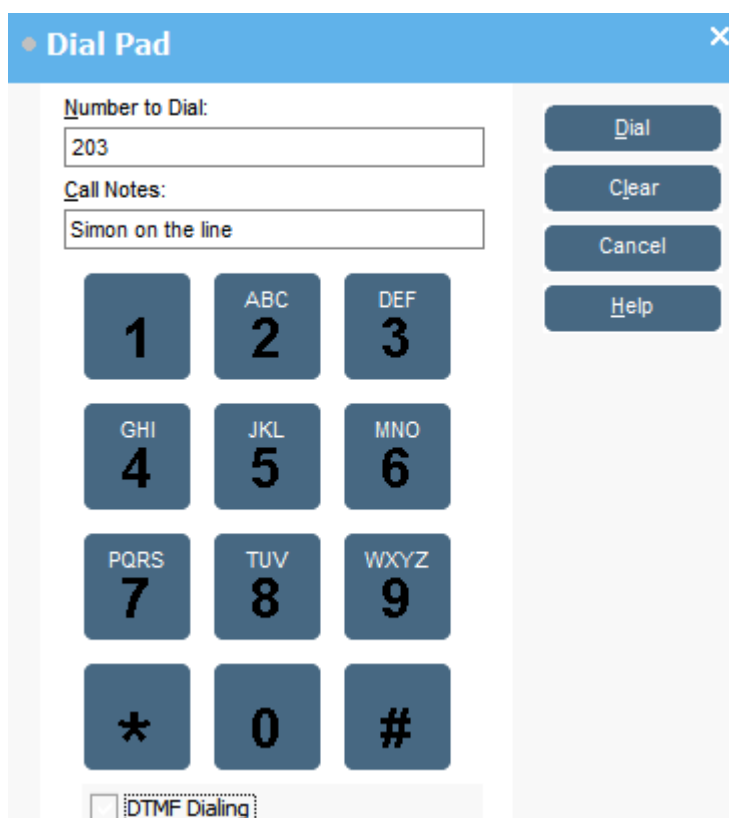 Dial Pad
Number to Dial:
203
Call Notes:
Simon on the line
Dial
Clear
Cancel
Help
1
ABC
2
DEF
3
GHI
4
JKL
5
MNO
6
PQRS
7
TUV
8
WXYZ
9
*
0
#
DTMF Dialing